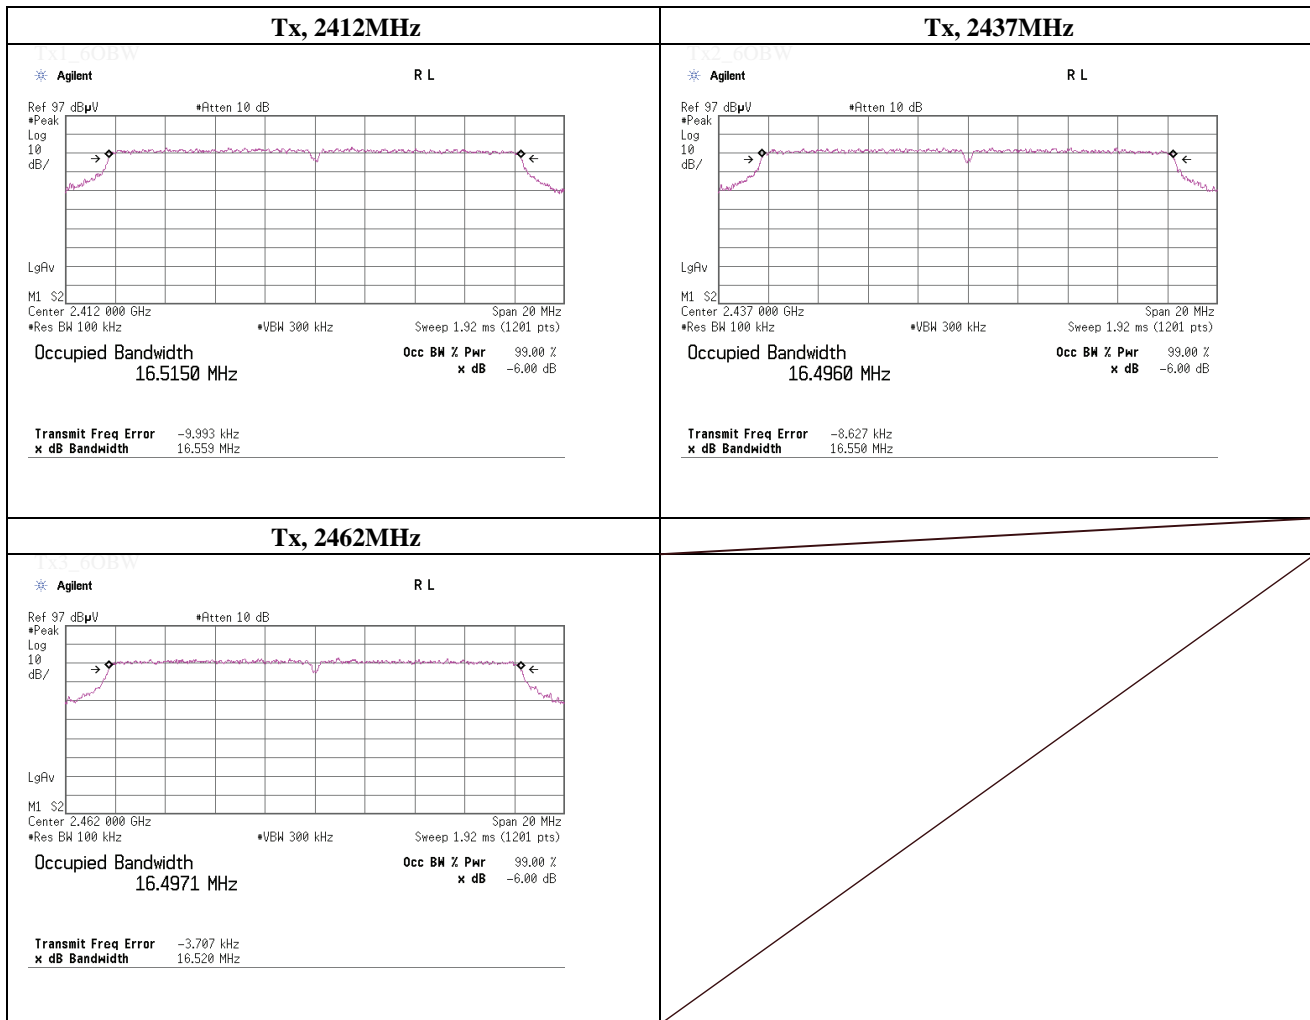 Tx, 2412MHz
Tx1_6OBW
Agilent R L
Ref 97 dBµV #Atten 10 dB
#Peak
Log
10
dB/
LgAv
M1 S2
Center 2.412 000 GHz Span 20 MHz
#Res BW 100 kHz #VBW 300 kHz Sweep 1.92 ms (1201 pts)
Occupied Bandwidth Occ BW % Pwr 99.00 %
16.5150 MHz x dB -6.00 dB
Transmit Freq Error -9.993 kHz
x dB Bandwidth 16.559 MHz
Tx, 2437MHz
Tx2_6OBW
Agilent R L
Ref 97 dBµV #Atten 10 dB
#Peak
Log
10
dB/
LgAv
M1 S2
Center 2.437 000 GHz Span 20 MHz
#Res BW 100 kHz #VBW 300 kHz Sweep 1.92 ms (1201 pts)
Occupied Bandwidth Occ BW % Pwr 99.00 %
16.4960 MHz x dB -6.00 dB
Transmit Freq Error -8.627 kHz
x dB Bandwidth 16.550 MHz
Tx, 2462MHz
Tx3_6OBW
Agilent R L
Ref 97 dBµV #Atten 10 dB
#Peak
Log
10
dB/
LgAv
M1 S2
Center 2.462 000 GHz Span 20 MHz
#Res BW 100 kHz #VBW 300 kHz Sweep 1.92 ms (1201 pts)
Occupied Bandwidth Occ BW % Pwr 99.00 %
16.4971 MHz x dB -6.00 dB
Transmit Freq Error -3.707 kHz
x dB Bandwidth 16.520 MHz